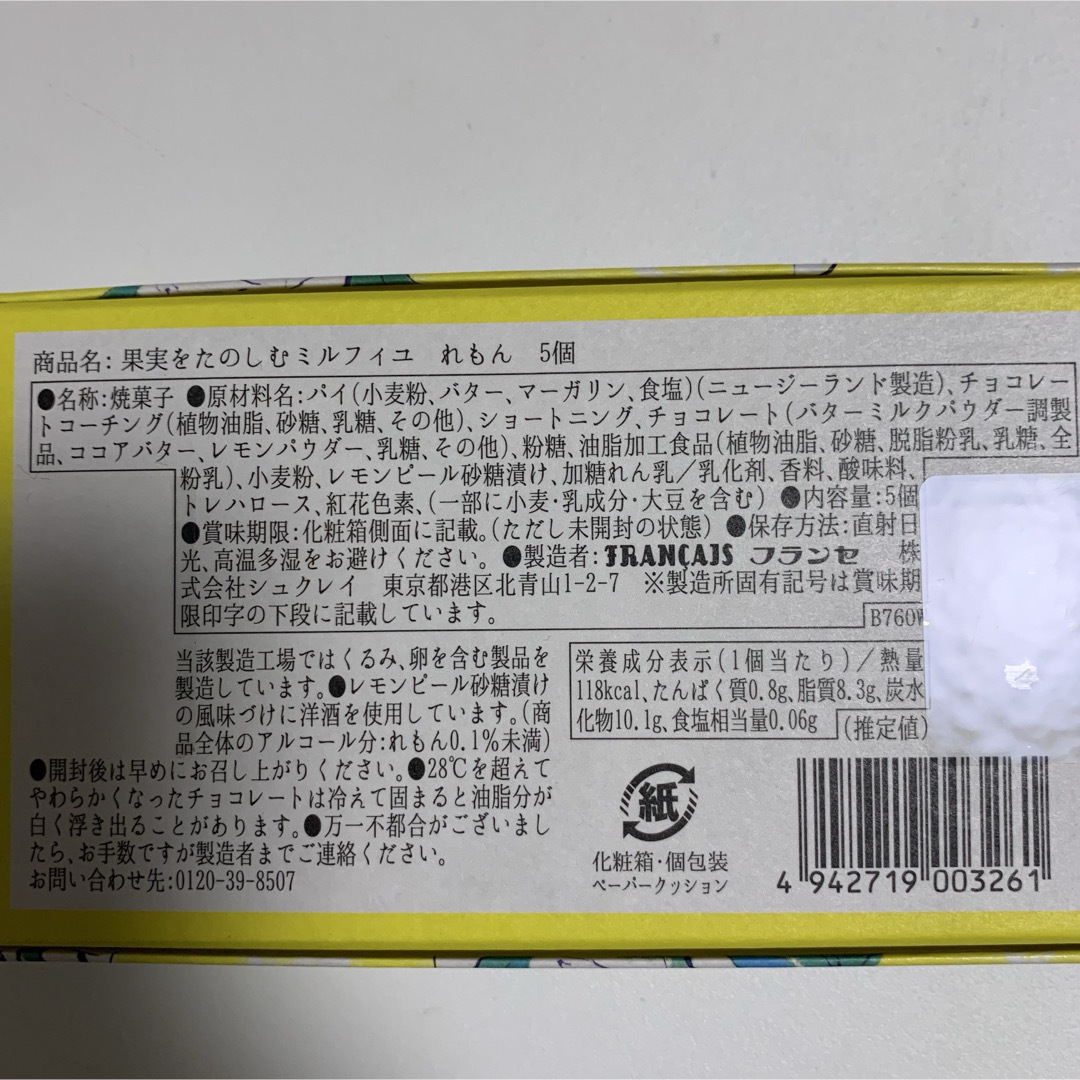 商品名: 果実をたのしむミルフィユ れもん 5個
●名称:焼菓子 ●原材料名:パイ(小麦粉、バター、マーガリン、食塩)(ニュージーランド製造)、チョコレー
トコーチング(植物油脂、砂糖、乳糖、その他)、ショートニング、チョコレート(バターミルクパウダー調製
品、ココアバター、レモンパウダー、乳糖、その他)、粉糖、油脂加工食品(植物油脂、砂糖、脱脂粉乳、乳糖、全
粉乳)、小麦粉、レモンピール砂糖漬け、加糖れん乳／乳化剤、香料、酸味料、
トレハロース、紅花色素、(一部に小麦・乳成分・大豆を含む) ●内容量:5個
●賞味期限:化粧箱側面に記載。(ただし未開封の状態) ●保存方法:直射日
光、高温多湿をお避けください。 ●製造者:FRANÇAIS フランセ 株
式会社シュクレイ 東京都港区北青山1-2-7 ※製造所固有記号は賞味期
限印字の下段に記載しています。
B760W
当該製造工場ではくるみ、卵を含む製品を
製造しています。●レモンピール砂糖漬け
の風味づけに洋酒を使用しています。(商
品全体のアルコール分:れもん0.1%未満)
●開封後は早めにお召し上がりください。●28℃を超えて
やわらかくなったチョコレートは冷えて固まると油脂分が
白く浮き出ることがあります。●万一不都合がございまし
たら、お手数ですが製造者までご連絡ください。
お問い合わせ先:0120-39-8507
栄養成分表示(1個当たり)／熱量
118kcal、たんぱく質0.8g、脂質8.3g、炭水
化物10.1g、食塩相当量0.06g
(推定値)
紙
化粧箱・個包装
ペーパークッション
4 942719 003261